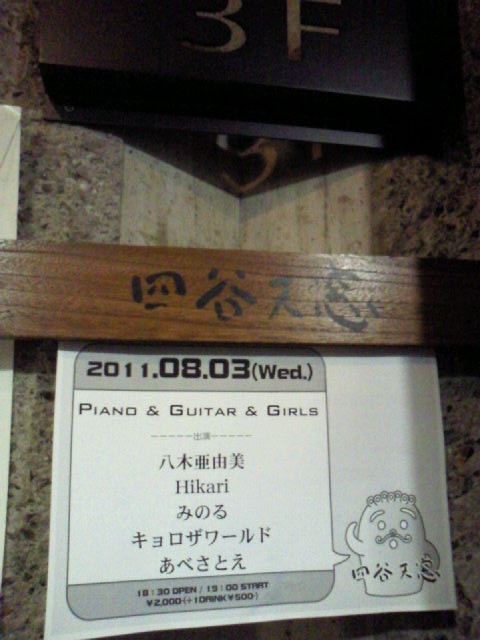 3F
四谷天窓
2011.08.03(Wed.)
PIANO & GUITAR & GIRLS
-----出演-----
八木亜由美
Hikari
みのる
キョロザワールド
あべさとえ
18:30 OPEN / 19:00 START
¥2,000(+1DRINK¥500-)
四谷天窓